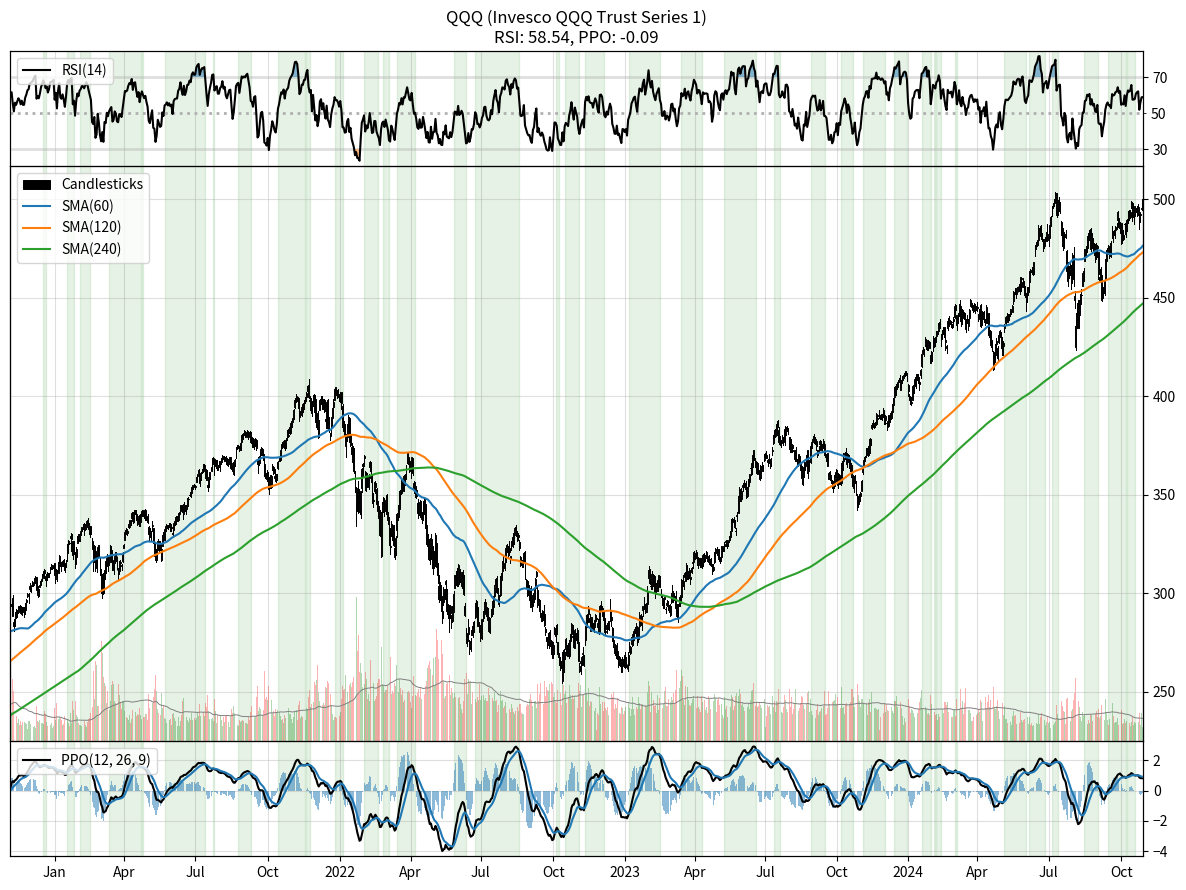 QQQ (Invesco QQQ Trust Series 1)
RSI: 58.54, PPO: -0.09
RSI(14)
70
50
30
Candlesticks
SMA(60)
SMA(120)
SMA(240)
500
450
400
350
300
250
PPO(12, 26, 9)
2
0
−2
−4
Jan Apr Jul Oct 2022 Apr Jul Oct 2023 Apr Jul Oct 2024 Apr Jul Oct